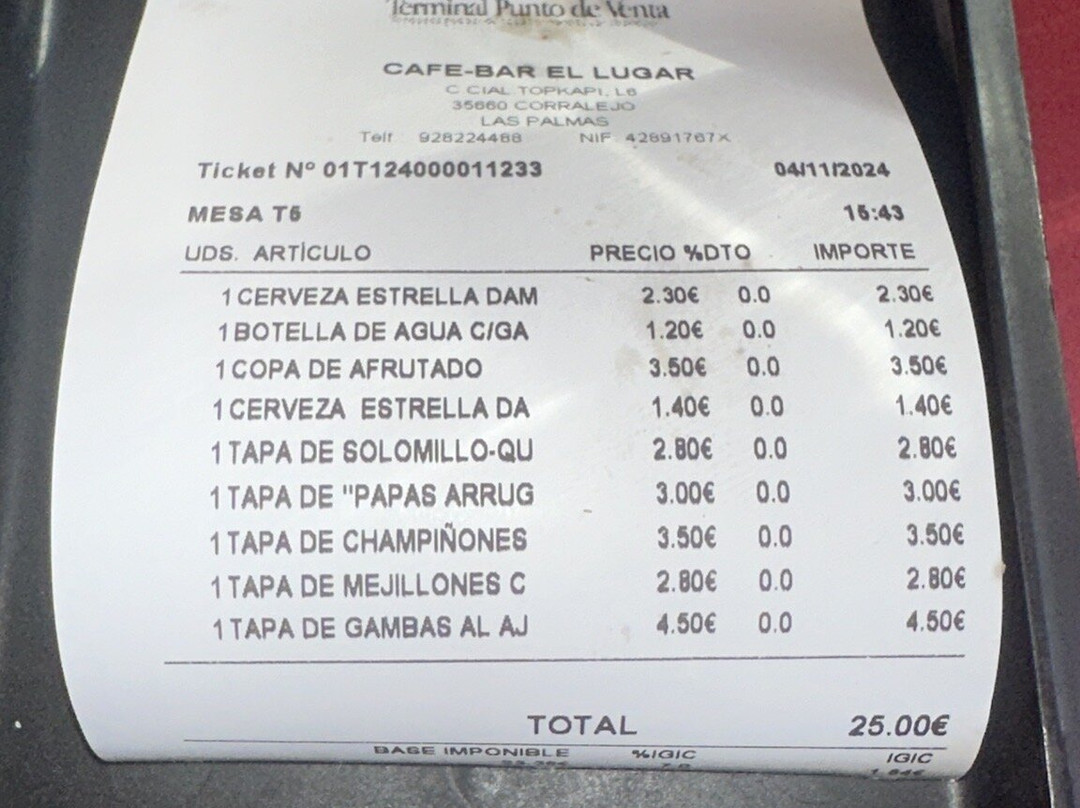 Terminal Punto de Venta
CAFE-BAR EL LUGAR
C CIAL TOPKAPI, L6
35660 CORRALEJO
LAS PALMAS
Telf 928224488 NIF 42891767X
Ticket Nº 01T124000011233 04/11/2024
MESA T5 15:43
UDS. ARTÍCULO PRECIO %DTO IMPORTE
1 CERVEZA ESTRELLA DAM 2.30€ 0.0 2.30€
1 BOTELLA DE AGUA C/GA 1.20€ 0.0 1.20€
1 COPA DE AFRUTADO 3.50€ 0.0 3.50€
1 CERVEZA ESTRELLA DA 1.40€ 0.0 1.40€
1 TAPA DE SOLOMILLO-QU 2.80€ 0.0 2.80€
1 TAPA DE "PAPAS ARRUG 3.00€ 0.0 3.00€
1 TAPA DE CHAMPIÑONES 3.50€ 0.0 3.50€
1 TAPA DE MEJILLONES C 2.80€ 0.0 2.80€
1 TAPA DE GAMBAS AL AJ 4.50€ 0.0 4.50€
TOTAL 25.00€
BASE IMPONIBLE %IGIC IGIC